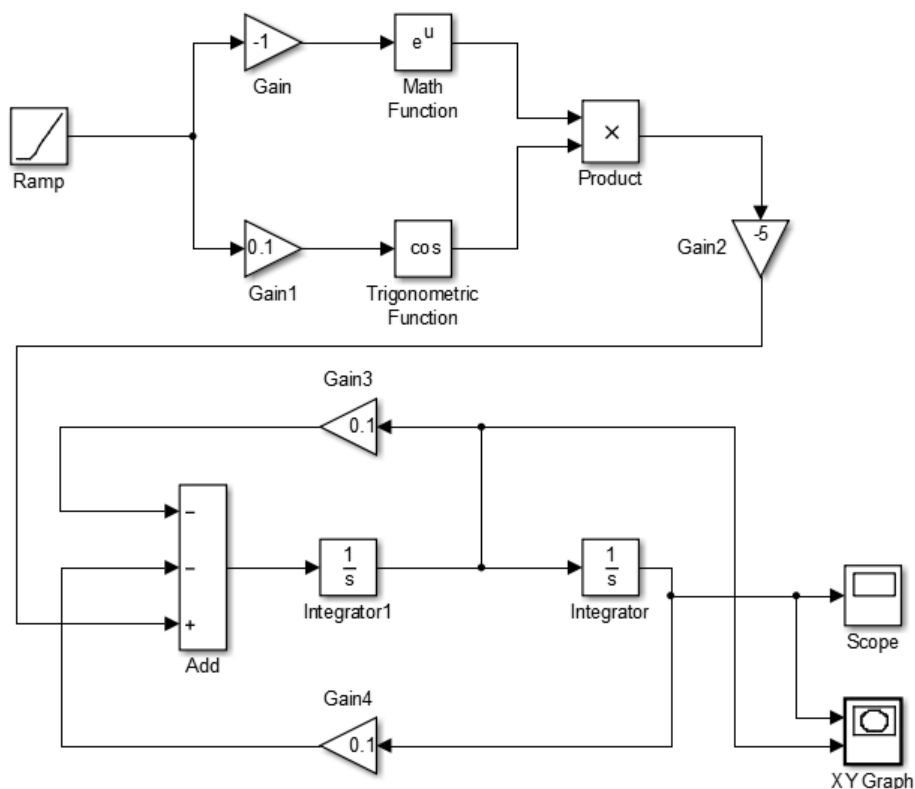 -1
Gain
e^u
Math
Function
Ramp
×
Product
0.1
Gain1
cos
Trigonometric
Function
-5
Gain2
Gain3
0.1
−
−
+
Add
1
s
Integrator1
1
s
Integrator
Scope
Gain4
0.1
XY Graph